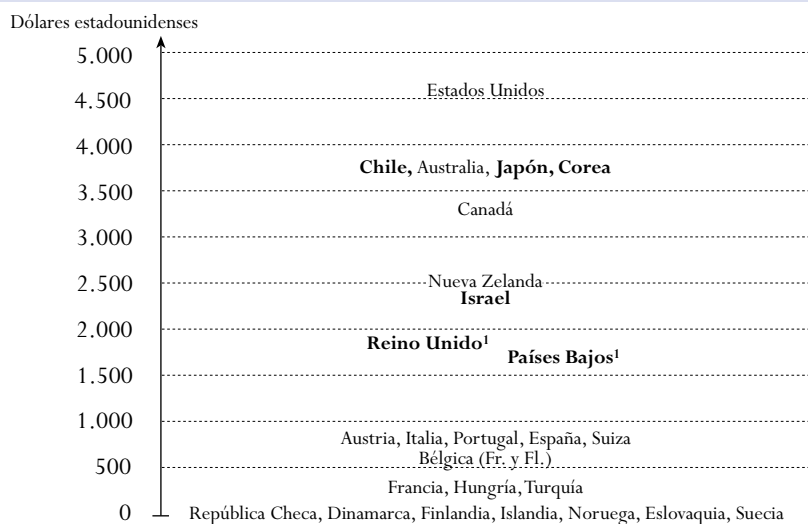 Dólares estadounidenses
5.000
Estados Unidos
4.500
4.000
Chile, Australia, Japón, Corea
3.500
Canadá
3.000
2.500
Nueva Zelanda
Israel
2.000
Reino Unido¹
Países Bajos¹
1.500
1.000
Austria, Italia, Portugal, España, Suiza
Bélgica (Fr. y Fl.)
500
Francia, Hungría, Turquía
0
República Checa, Dinamarca, Finlandia, Islandia, Noruega, Eslovaquia, Suecia